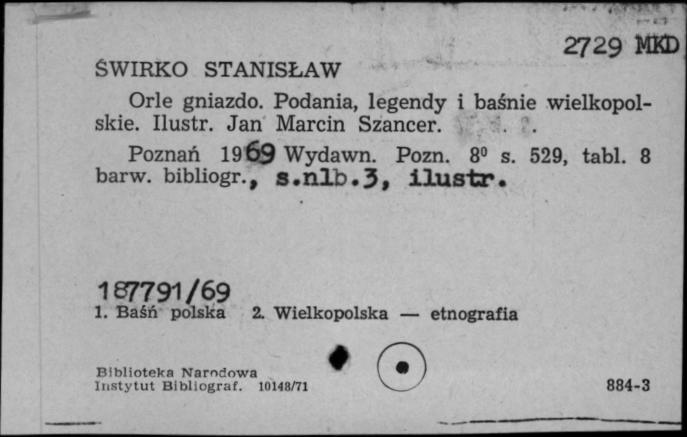 2729 MKD
ŚWIRKO STANISŁAW
Orle gniazdo. Podania, legendy i baśnie wielkopol-
skie. Ilustr. Jan Marcin Szancer.
Poznań 1969 Wydawn. Pozn. 8⁰ s. 529, tabl. 8
barw. bibliogr., s.nlb.3, ilustr.
187791/69
1. Baśń polska 2. Wielkopolska — etnografia
Biblioteka Narodowa
Instytut Bibliograf. 10148/71
884-3